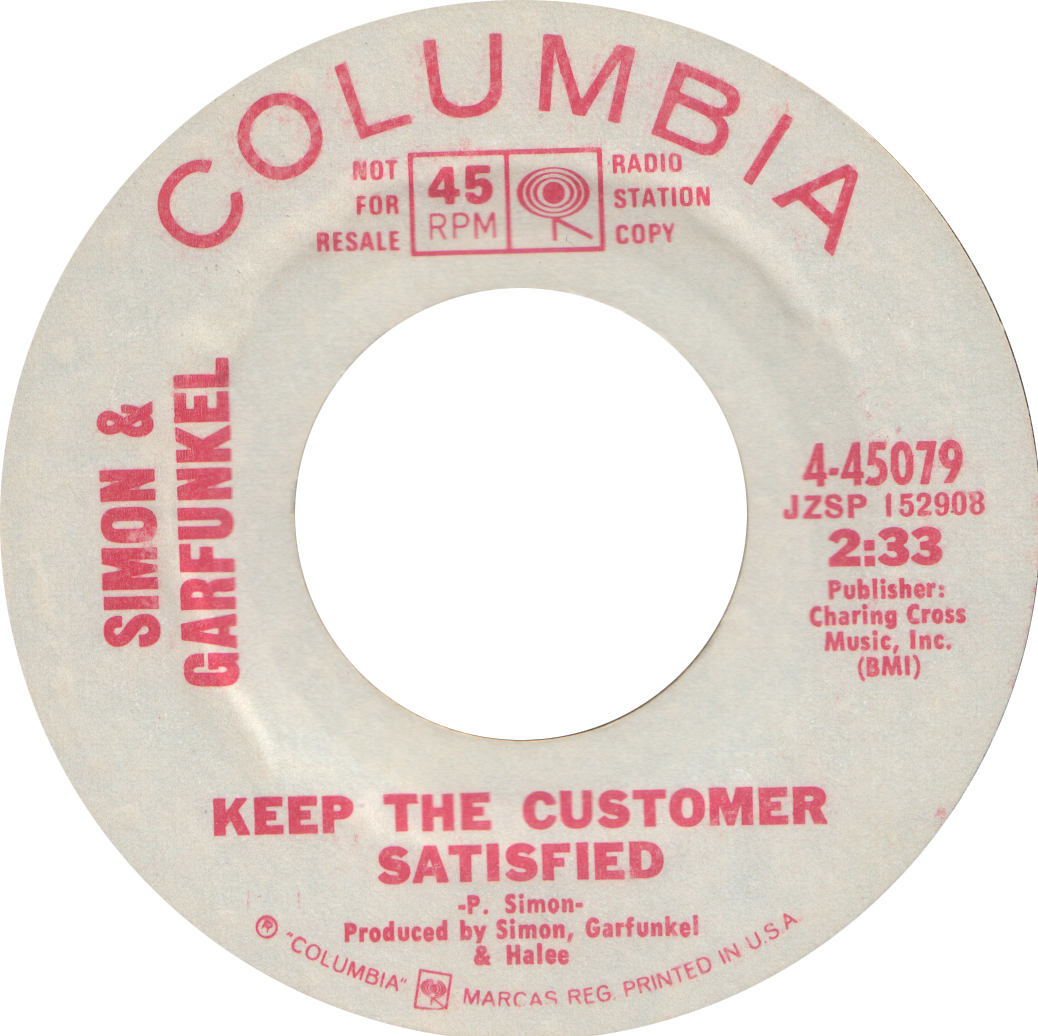 COLUMBIA
NOT
FOR
RESALE
45
RPM
RADIO
STATION
COPY
SIMON &
GARFUNKEL
4-45079
JZSP 152908
2:33
Publisher:
Charing Cross
Music, Inc.
(BMI)
KEEP THE CUSTOMER
SATISFIED
-P. Simon-
Produced by Simon, Garfunkel
& Halee
® "COLUMBIA" MARCAS REG. PRINTED IN U.S.A